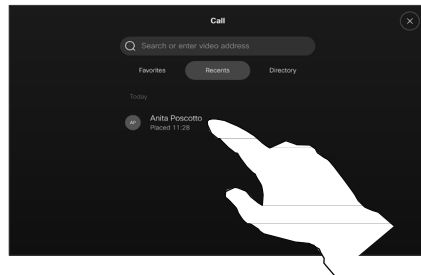 Call
Search or enter video address
Favorites Recents Directory
Today
AP
Anita Poscotto
Placed 11:28